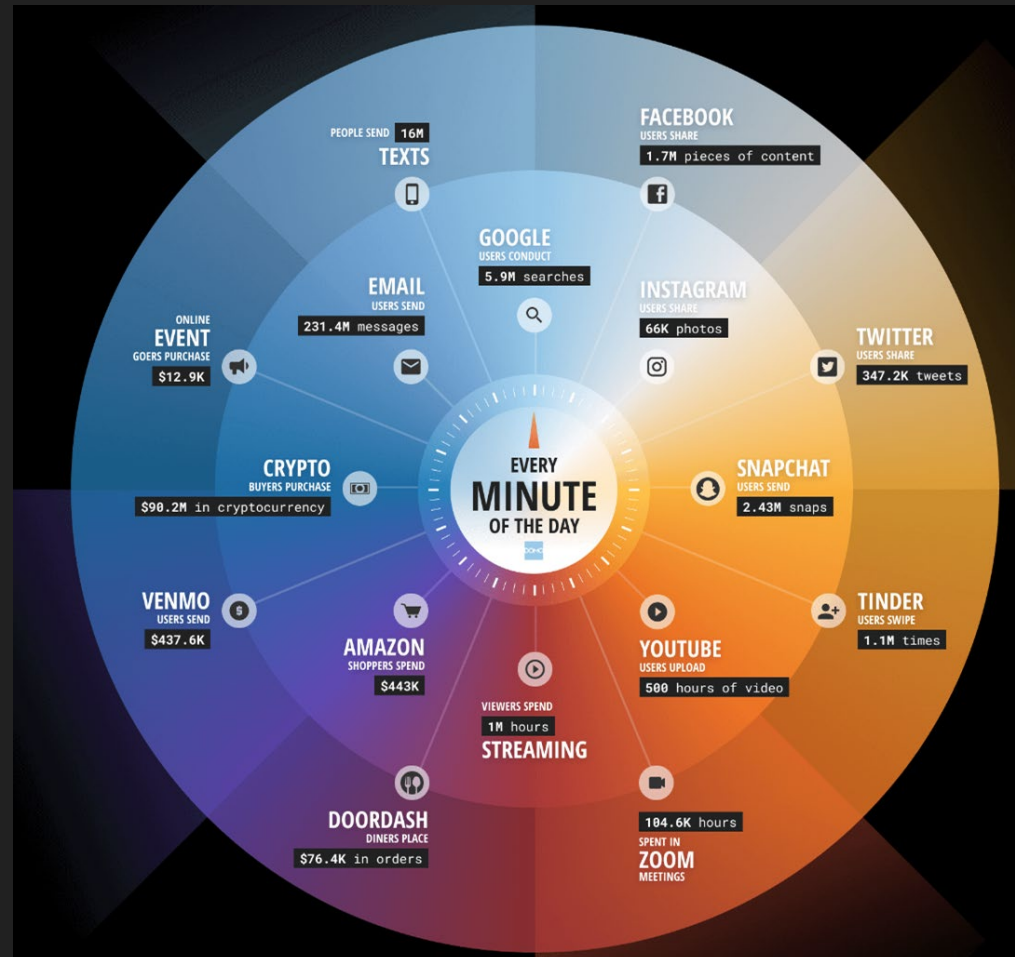 PEOPLE SEND 16M
TEXTS
FACEBOOK
USERS SHARE
1.7M pieces of content
GOOGLE
USERS CONDUCT
5.9M searches
EMAIL
USERS SEND
231.4M messages
INSTAGRAM
USERS SHARE
66K photos
ONLINE
EVENT
GOERS PURCHASE
$12.9K
TWITTER
USERS SHARE
347.2K tweets
CRYPTO
BUYERS PURCHASE
$90.2M in cryptocurrency
EVERY
MINUTE
OF THE DAY
DOMO
SNAPCHAT
USERS SEND
2.43M snaps
VENMO
USERS SEND
$437.6K
AMAZON
SHOPPERS SPEND
$443K
VIEWERS SPEND
1M hours
STREAMING
YOUTUBE
USERS UPLOAD
500 hours of video
TINDER
USERS SWIPE
1.1M times
DOORDASH
DINERS PLACE
$76.4K in orders
104.6K hours
SPENT IN
ZOOM
MEETINGS